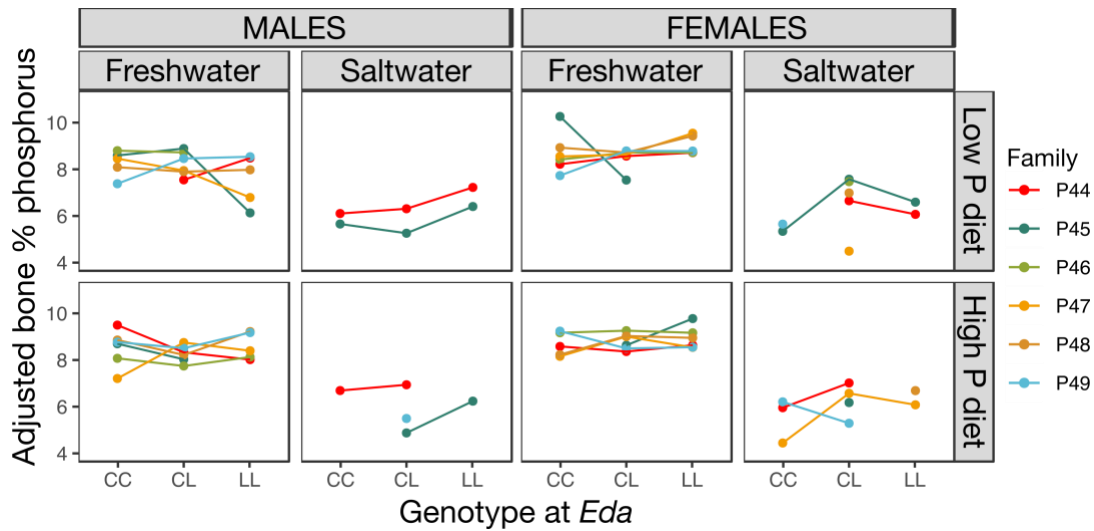 MALES
FEMALES
Freshwater
Saltwater
Freshwater
Saltwater
Adjusted bone % phosphorus
10
8
6
4
Low P diet
10
8
6
4
High P diet
CC CL LL
CC CL LL
CC CL LL
CC CL LL
Genotype at Eda
Family
P44
P45
P46
P47
P48
P49